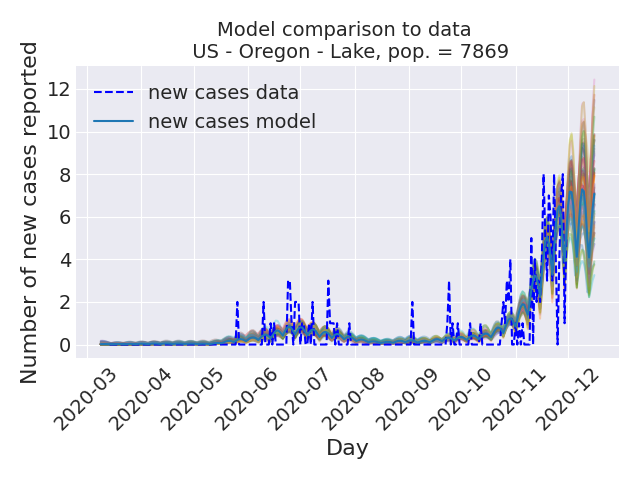 Model comparison to data
US - Oregon - Lake, pop. = 7869
Number of new cases reported
12
10
8
6
4
2
0
new cases data
new cases model
2020-03
2020-04
2020-05
2020-06
2020-07
2020-08
2020-09
2020-10
2020-11
2020-12
Day